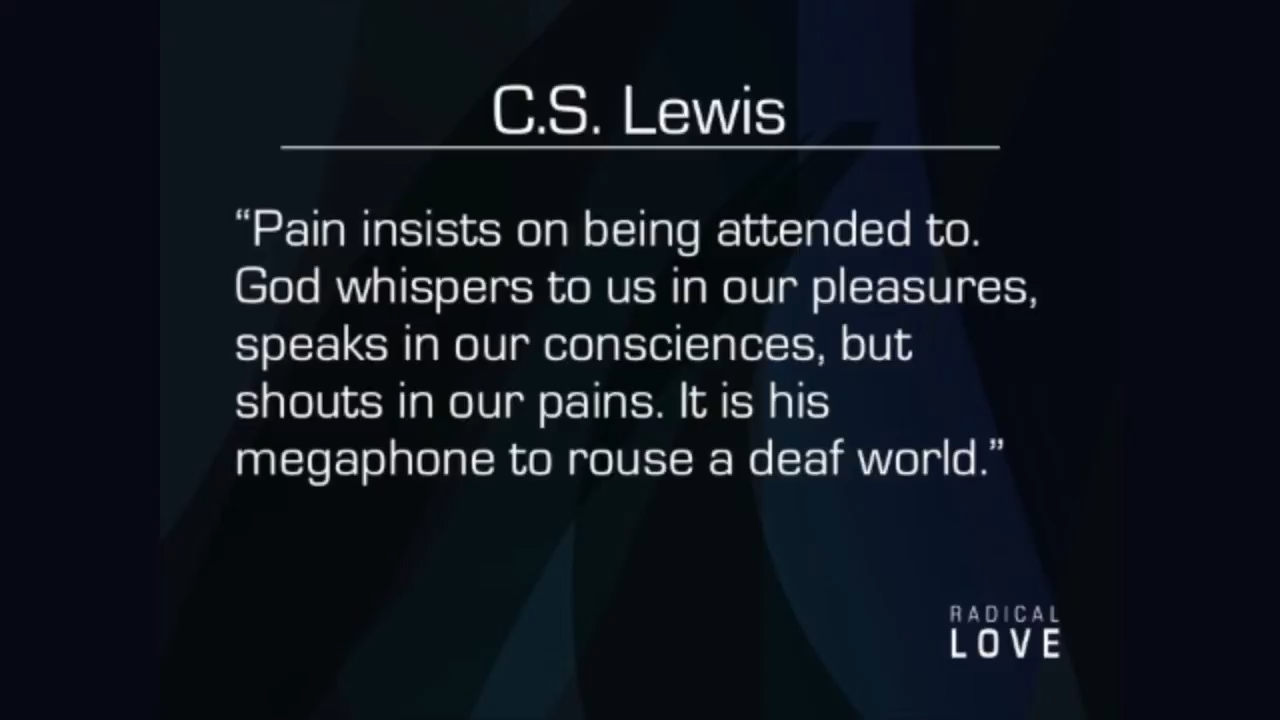 C.S. Lewis
“Pain insists on being attended to.
God whispers to us in our pleasures,
speaks in our consciences, but
shouts in our pains. It is his
megaphone to rouse a deaf world.”
RADICAL
LOVE